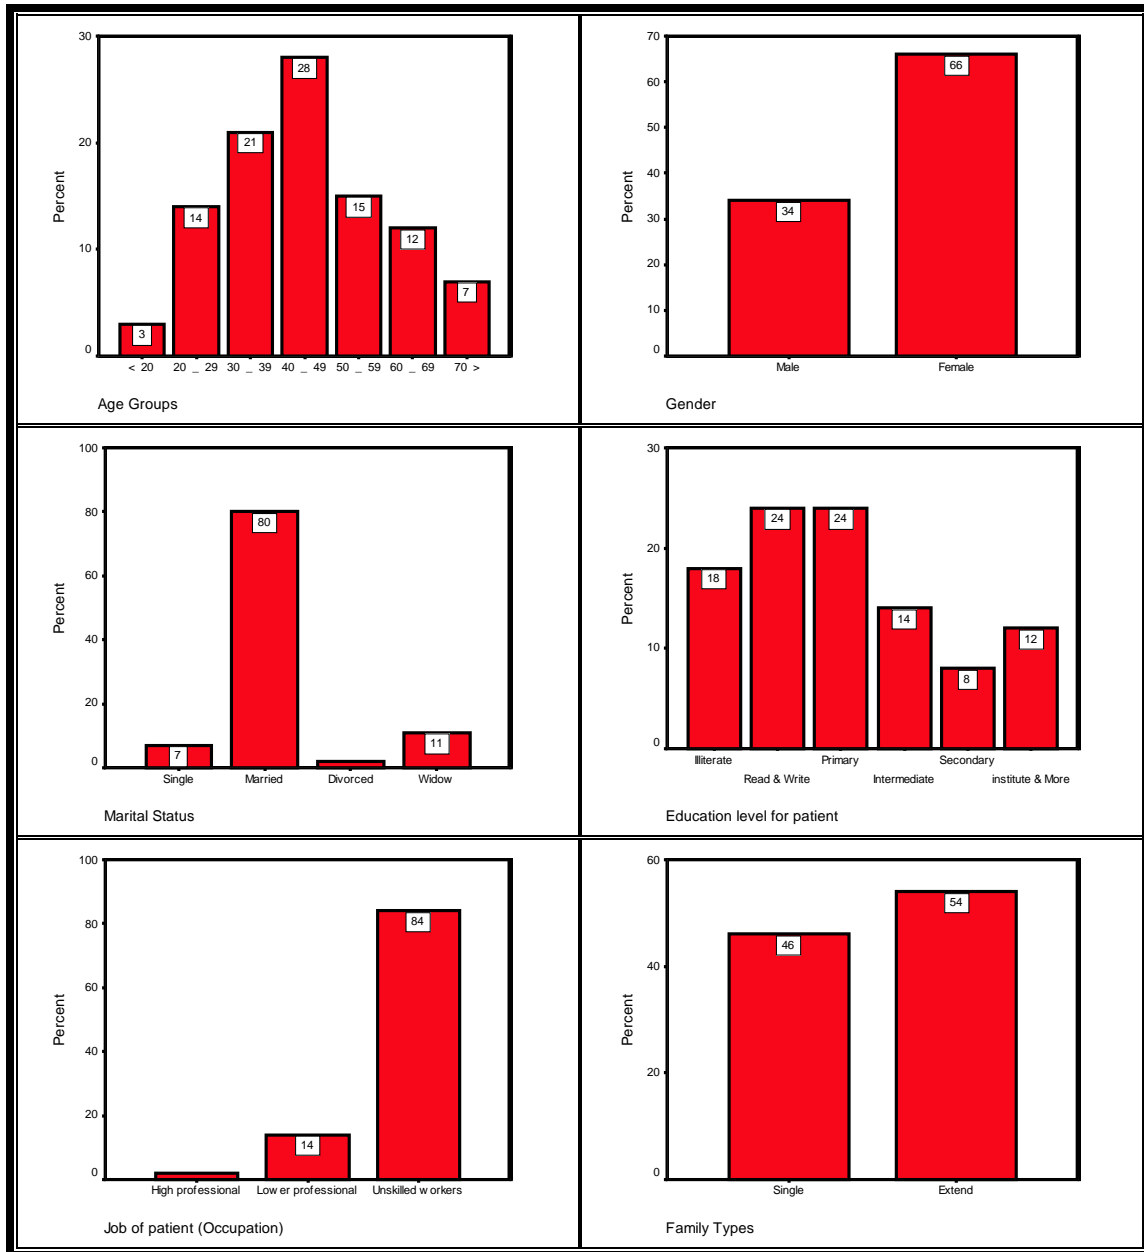 30
20
10
0
Percent
3
14
21
28
15
12
7
< 20 20 _ 29 30 _ 39 40 _ 49 50 _ 59 60 _ 69 70 >
Age Groups
70
60
50
40
30
20
10
0
Percent
34
66
Male Female
Gender
100
80
60
40
20
0
Percent
7
80
11
Single Married Divorced Widow
Marital Status
30
20
10
0
Percent
18
24
24
14
8
12
Illiterate Primary Secondary
Read & Write Intermediate institute & More
Education level for patient
100
80
60
40
20
0
Percent
14
84
High professional Lower professional Unskilled workers
Job of patient (Occupation)
60
40
20
0
Percent
46
54
Single Extend
Family Types